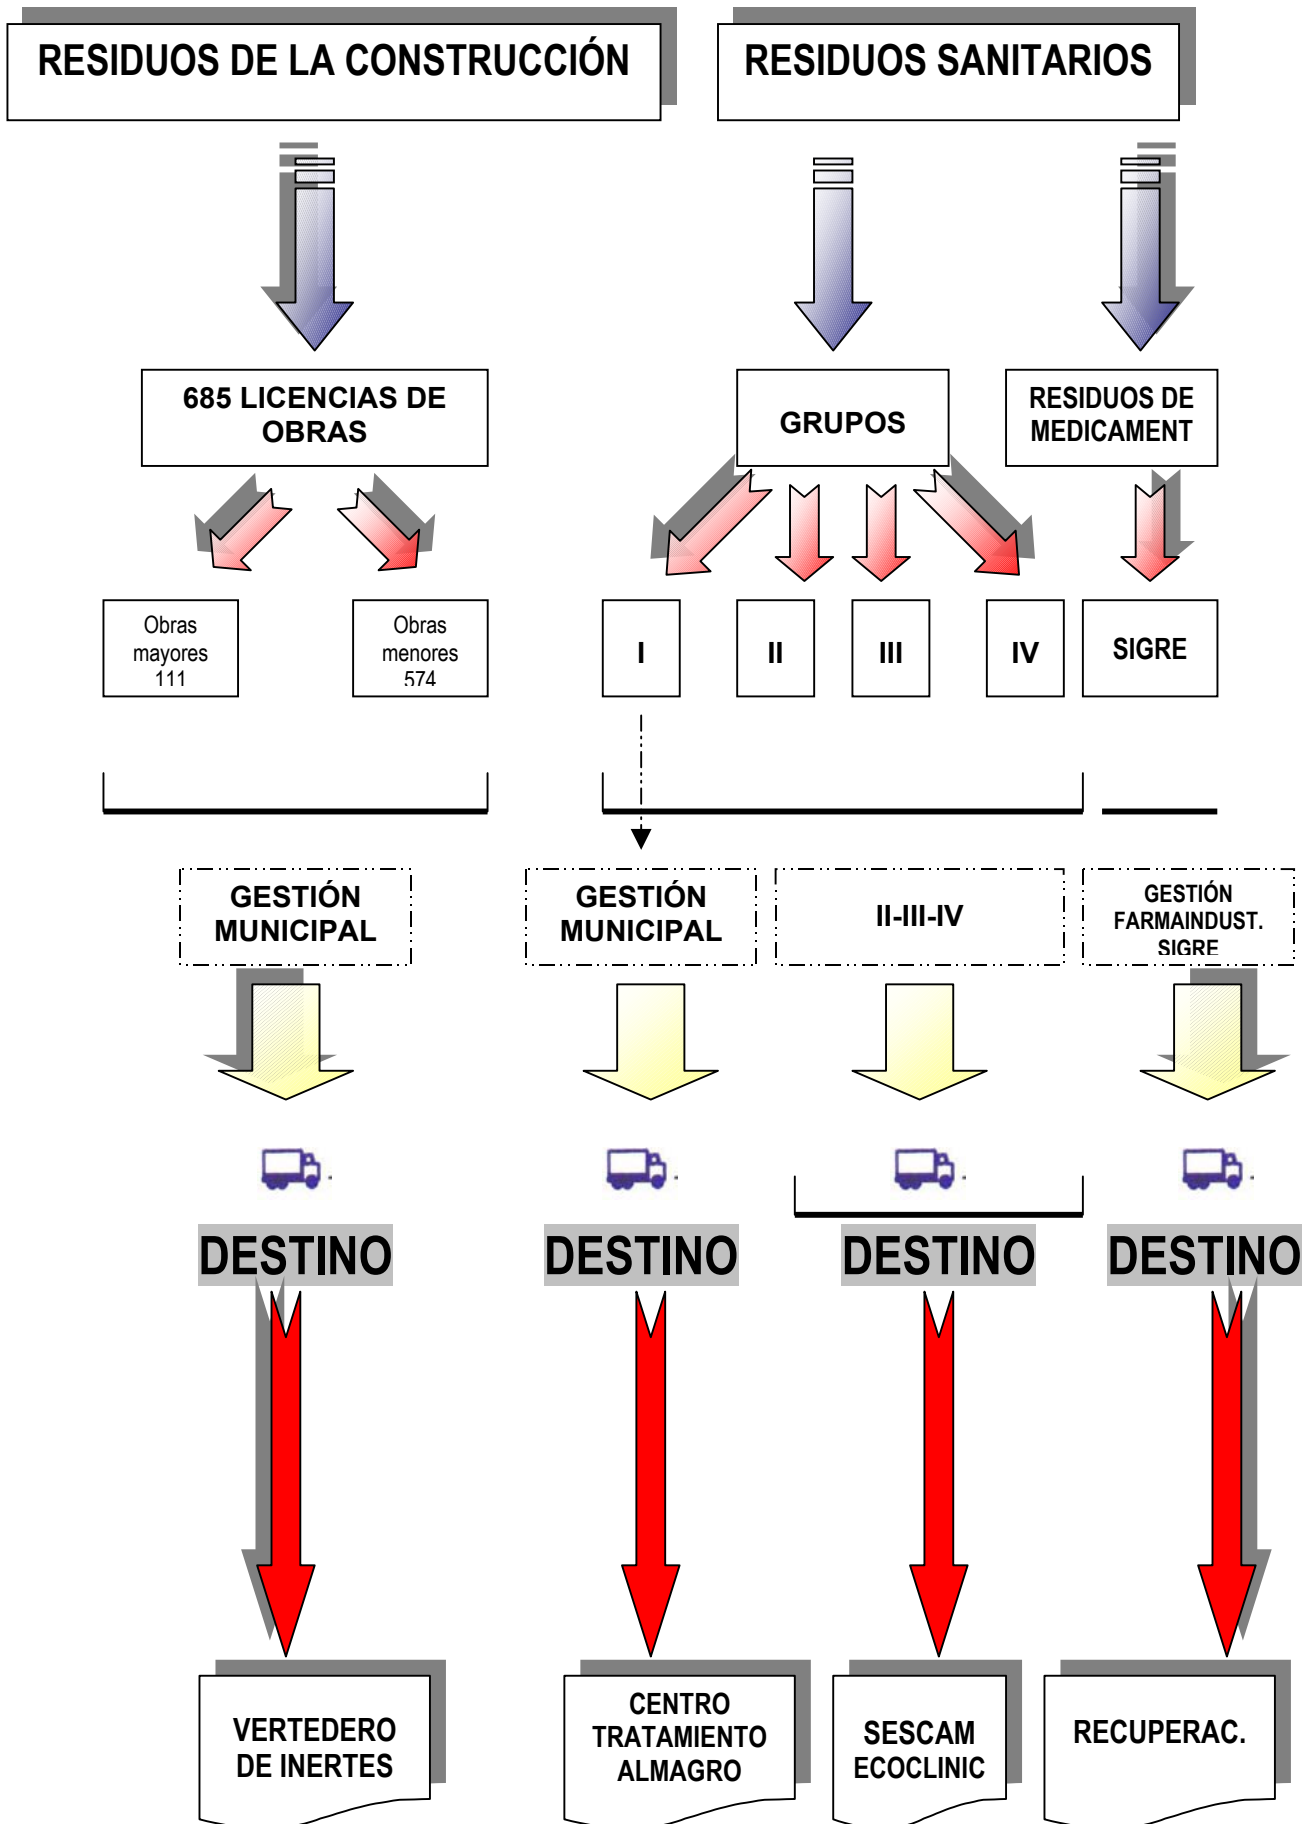 RESIDUOS DE LA CONSTRUCCIÓN
RESIDUOS SANITARIOS
685 LICENCIAS DE
OBRAS
GRUPOS
RESIDUOS DE
MEDICAMENT
Obras
mayores
111
Obras
menores
574
I
II
III
IV
SIGRE
GESTIÓN
MUNICIPAL
GESTIÓN
MUNICIPAL
II-III-IV
GESTIÓN
FARMAINDUST.
SIGRE
DESTINO
DESTINO
DESTINO
DESTINO
VERTEDERO
DE INERTES
CENTRO
TRATAMIENTO
ALMAGRO
SESCAM
ECOCLINIC
RECUPERAC.